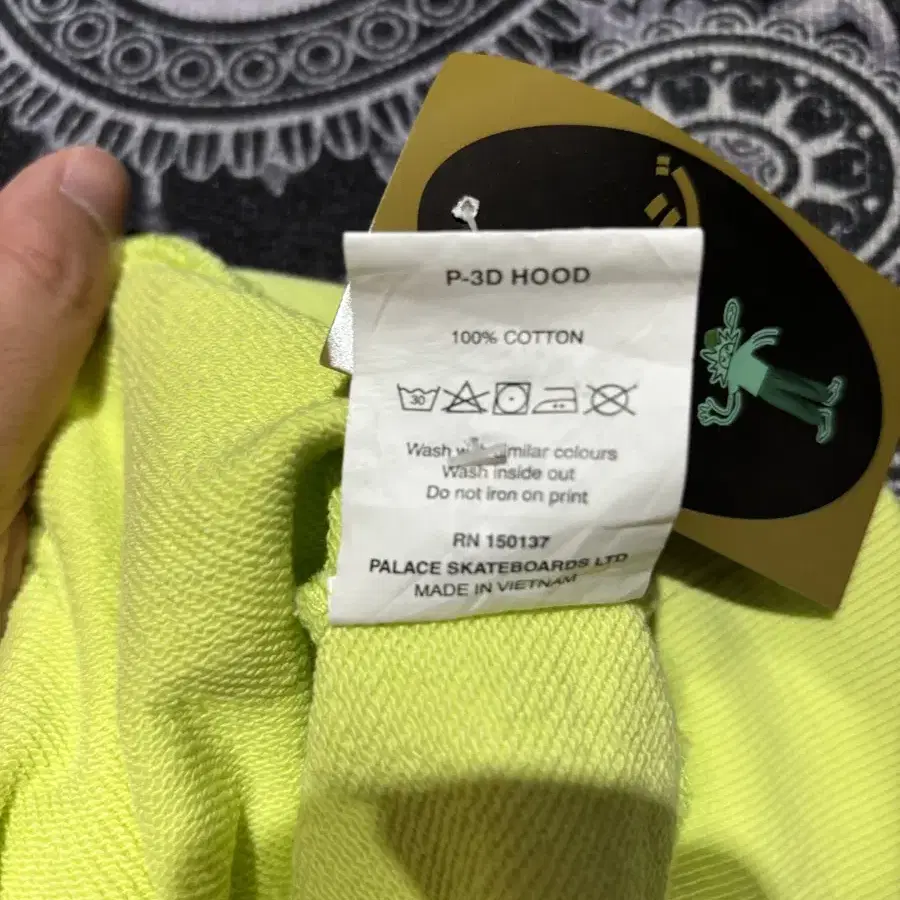 P-3D HOOD
100% COTTON
30
Wash with similar colours
Wash inside out
Do not iron on print
RN 150137
PALACE SKATEBOARDS LTD
MADE IN VIETNAM